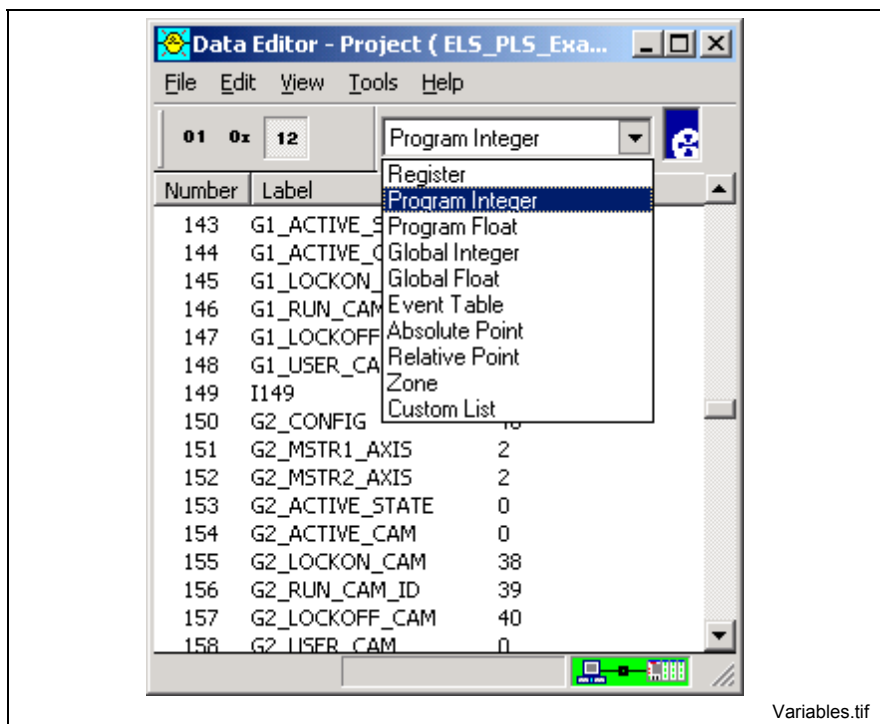 Data Editor - Project ( ELS_PLS_Exa...
File Edit View Tools Help
01 0x 12 Program Integer
Number Label
Register
Program Integer
Program Float
Global Integer
Global Float
Event Table
Absolute Point
Relative Point
Zone
Custom List
143 G1_ACTIVE_S
144 G1_ACTIVE_C
145 G1_LOCKON_
146 G1_RUN_CAM
147 G1_LOCKOFF
148 G1_USER_CA
149 I149
150 G2_CONFIG
151 G2_MSTR1_AXIS 2
152 G2_MSTR2_AXIS 2
153 G2_ACTIVE_STATE 0
154 G2_ACTIVE_CAM 0
155 G2_LOCKON_CAM 38
156 G2_RUN_CAM_ID 39
157 G2_LOCKOFF_CAM 40
158 G2_USER_CAM 0
Variables.tif